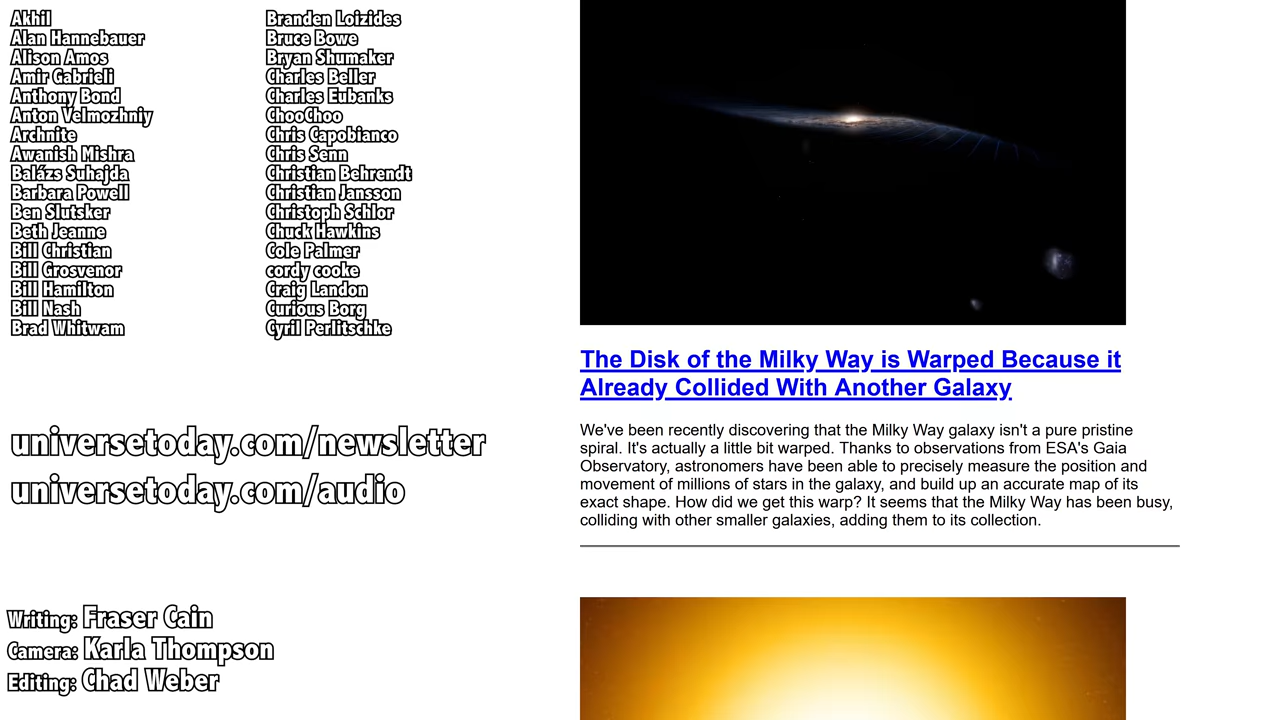 Akhil
Alan Hannebauer
Alison Amos
Amir Gabrieli
Anthony Bond
Anton Velmozhniy
Archnite
Awanish Mishra
Balázs Suhajda
Barbara Powell
Ben Slutsker
Beth Jeanne
Bill Christian
Bill Grosvenor
Bill Hamilton
Bill Nash
Brad Whitwam
Branden Loizides
Bruce Bowe
Bryan Shumaker
Charles Beller
Charles Eubanks
ChooChoo
Chris Capobianco
Chris Senn
Christian Behrendt
Christian Jansson
Christoph Schlor
Chuck Hawkins
Cole Palmer
cordy cooke
Craig Landon
Curious Borg
Cyril Perlitschke
universetoday.com/newsletter
universetoday.com/audio
Writing: Fraser Cain
Camera: Karla Thompson
Editing: Chad Weber
The Disk of the Milky Way is Warped Because it
Already Collided With Another Galaxy
We've been recently discovering that the Milky Way galaxy isn't a pure pristine
spiral. It's actually a little bit warped. Thanks to observations from ESA's Gaia
Observatory, astronomers have been able to precisely measure the position and
movement of millions of stars in the galaxy, and build up an accurate map of its
exact shape. How did we get this warp? It seems that the Milky Way has been busy,
colliding with other smaller galaxies, adding them to its collection.